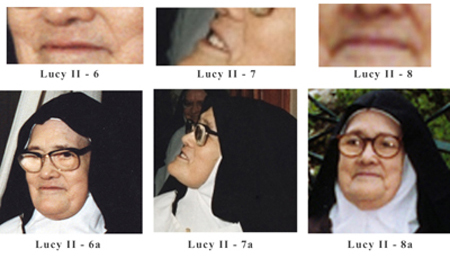 Lucy II - 6
Lucy II - 7
Lucy II - 8
Lucy II - 6a
Lucy II - 7a
Lucy II - 8a